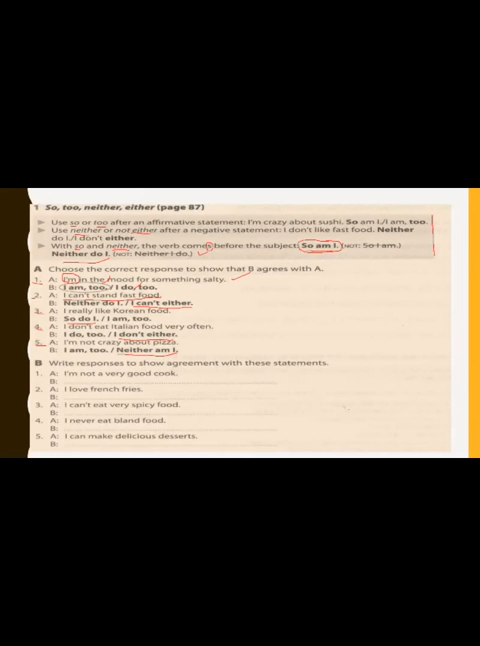 1 So, too, neither, either (page 87)
Use so or too after an affirmative statement: I'm crazy about sushi. So am I./I am, too.
Use neither or not either after a negative statement: I don't like fast food. Neither
do I./I don't either.
With so and neither, the verb comes before the subject: So am I. (NOT: So I am.)
Neither do I. (NOT: Neither I do.)
A Choose the correct response to show that B agrees with A.
1. A: I'm in the mood for something salty.
B: I am, too. / I do, too.
2. A: I can't stand fast food.
B: Neither do I. / I can't either.
3. A: I really like Korean food.
B: So do I. / I am, too.
4. A: I don't eat Italian food very often.
B: I do, too. / I don't either.
5. A: I'm not crazy about pizza.
B: I am, too. / Neither am I.
B Write responses to show agreement with these statements.
1. A: I'm not a very good cook.
B:
2. A: I love french fries.
B:
3. A: I can't eat very spicy food.
B:
4. A: I never eat bland food.
B:
5. A: I can make delicious desserts.
B: